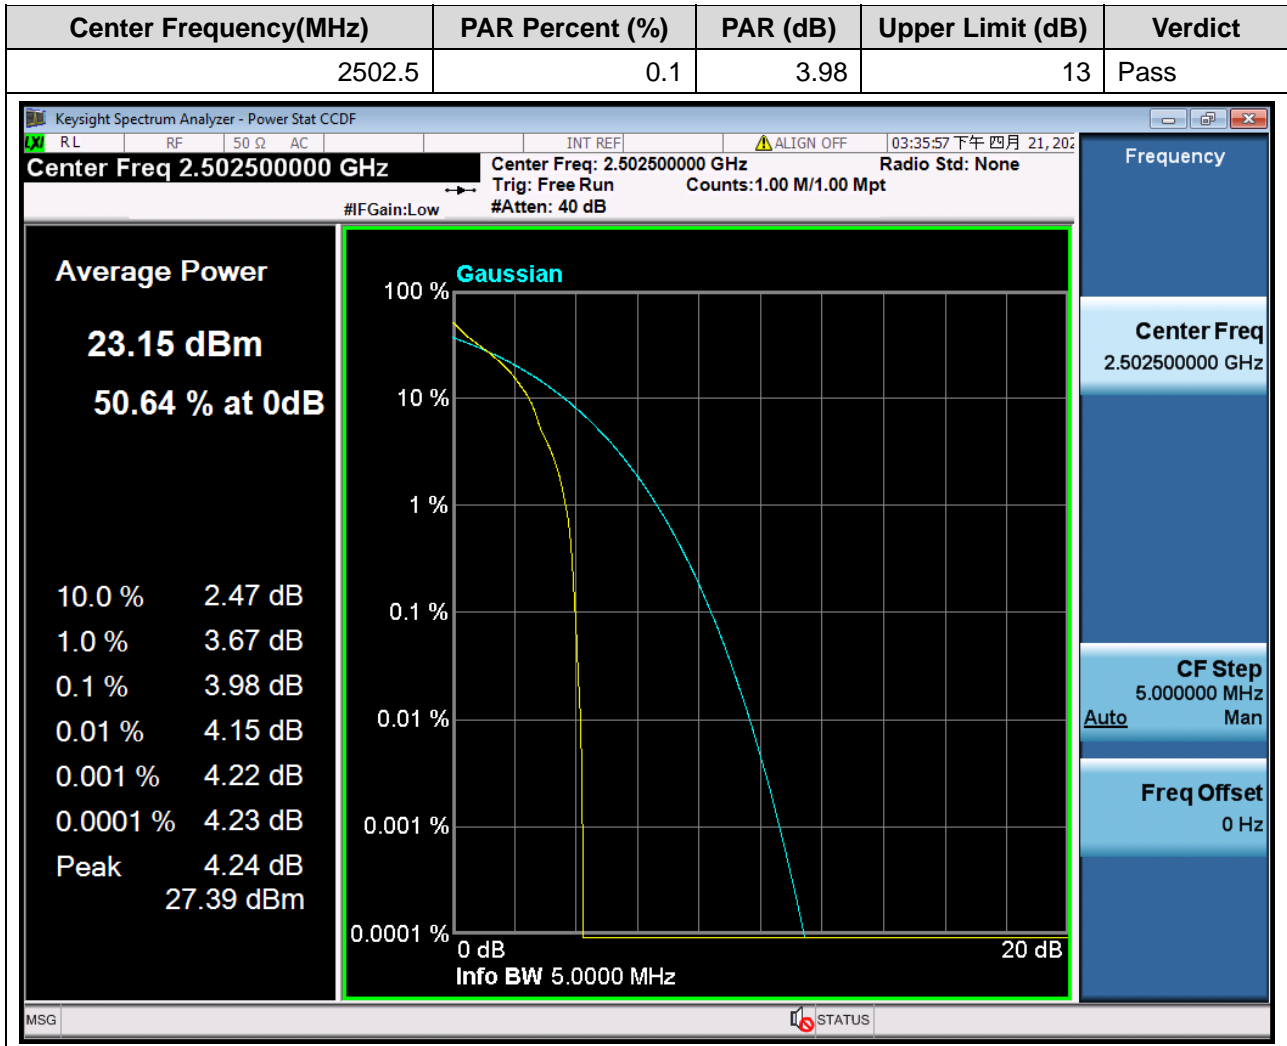 Center Frequency(MHz) PAR Percent (%) PAR (dB) Upper Limit (dB) Verdict
2502.5 0.1 3.98 13 Pass
Keysight Spectrum Analyzer - Power Stat CCDF
LXI RL RF 50 Ω AC INT REF ALIGN OFF 03:35:57 下午 四月 21, 202
Center Freq 2.502500000 GHz
Center Freq: 2.502500000 GHz Radio Std: None
Trig: Free Run Counts:1.00 M/1.00 Mpt
#IFGain:Low #Atten: 40 dB
Average Power
23.15 dBm
50.64 % at 0dB
10.0 % 2.47 dB
1.0 % 3.67 dB
0.1 % 3.98 dB
0.01 % 4.15 dB
0.001 % 4.22 dB
0.0001 % 4.23 dB
Peak 4.24 dB
27.39 dBm
Gaussian
100 %
10 %
1 %
0.1 %
0.01 %
0.001 %
0.0001 %
0 dB 20 dB
Info BW 5.0000 MHz
Frequency
Center Freq
2.502500000 GHz
CF Step
5.000000 MHz
Auto Man
Freq Offset
0 Hz
MSG STATUS